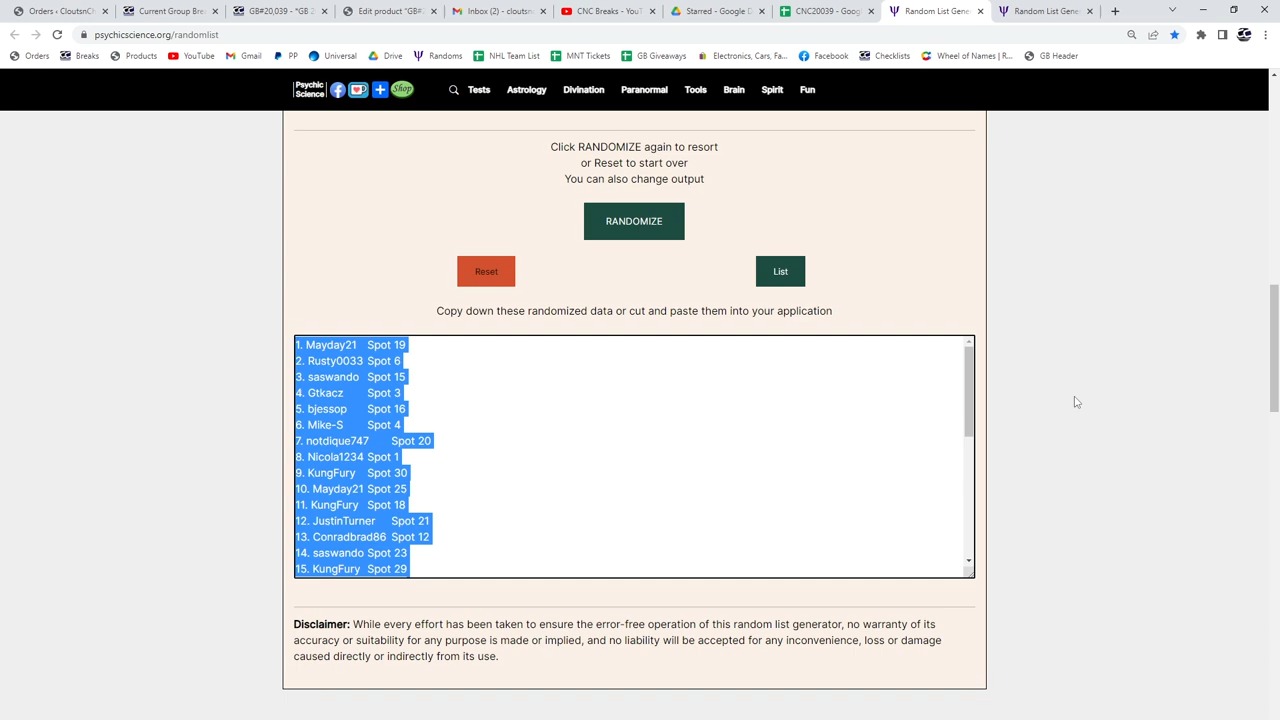 Orders ‹ CloutsnCh
Current Group Brea
GB#20,039 - *GB 2
Edit product "GB#:
Inbox (2) - cloutsn
CNC Breaks - YouT
Starred - Google D
CNC20039 - Googl
Random List Gener
Random List Gene
psychicscience.org/randomlist
Orders
Breaks
Products
YouTube
Gmail
PP
Universal
Drive
Randoms
NHL Team List
MNT Tickets
GB Giveaways
Electronics, Cars, Fa...
Facebook
Checklists
Wheel of Names | R...
GB Header
Psychic
Science
Shop
Tests
Astrology
Divination
Paranormal
Tools
Brain
Spirit
Fun
Click RANDOMIZE again to resort
or Reset to start over
You can also change output
RANDOMIZE
Reset
List
Copy down these randomized data or cut and paste them into your application
1. Mayday21 Spot 19
2. Rusty0033 Spot 6
3. saswando Spot 15
4. Gtkacz Spot 3
5. bjessop Spot 16
6. Mike-S Spot 4
7. notdique747 Spot 20
8. Nicola1234 Spot 1
9. KungFury Spot 30
10. Mayday21 Spot 25
11. KungFury Spot 18
12. JustinTurner Spot 21
13. Conradbrad86 Spot 12
14. saswando Spot 23
15. KungFury Spot 29
Disclaimer: While every effort has been taken to ensure the error-free operation of this random list generator, no warranty of its
accuracy or suitability for any purpose is made or implied, and no liability will be accepted for any inconvenience, loss or damage
caused directly or indirectly from its use.